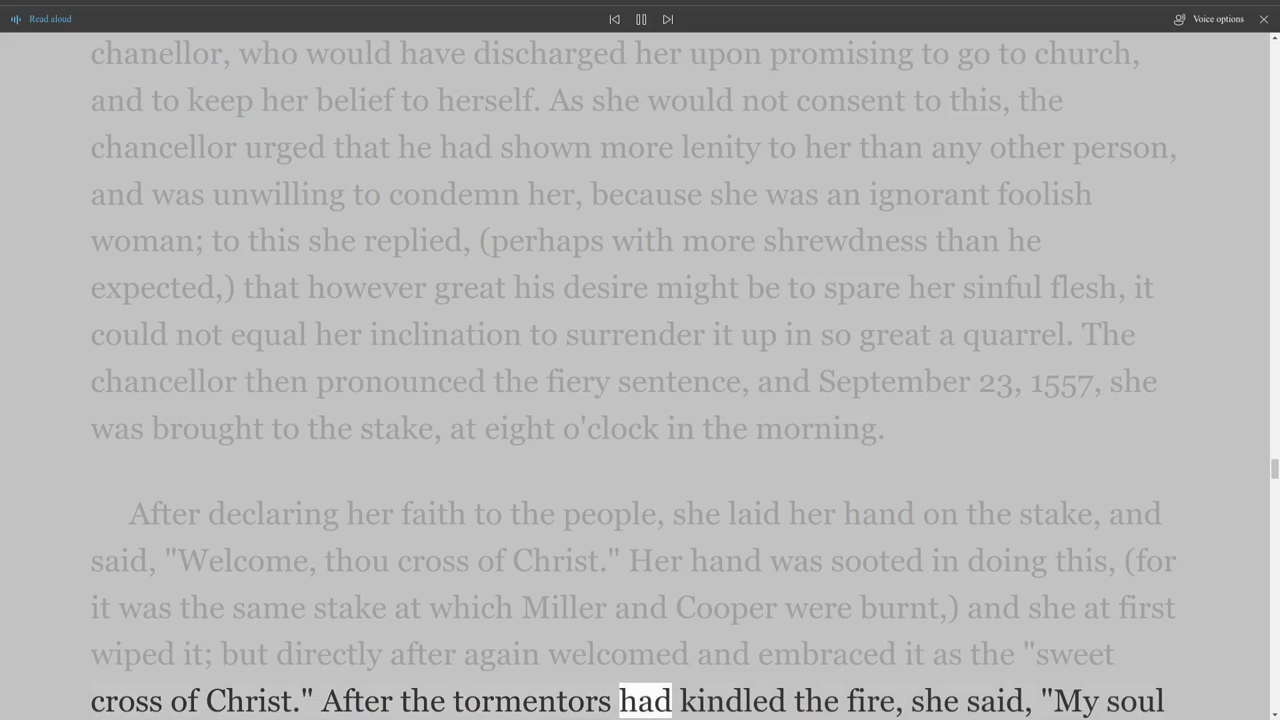 Read aloud
Voice options
chanellor, who would have discharged her upon promising to go to church,
and to keep her belief to herself. As she would not consent to this, the
chancellor urged that he had shown more lenity to her than any other person,
and was unwilling to condemn her, because she was an ignorant foolish
woman; to this she replied, (perhaps with more shrewdness than he
expected,) that however great his desire might be to spare her sinful flesh, it
could not equal her inclination to surrender it up in so great a quarrel. The
chancellor then pronounced the fiery sentence, and September 23, 1557, she
was brought to the stake, at eight o'clock in the morning.
After declaring her faith to the people, she laid her hand on the stake, and
said, "Welcome, thou cross of Christ." Her hand was sooted in doing this, (for
it was the same stake at which Miller and Cooper were burnt,) and she at first
wiped it; but directly after again welcomed and embraced it as the "sweet
cross of Christ." After the tormentors had kindled the fire, she said, "My soul